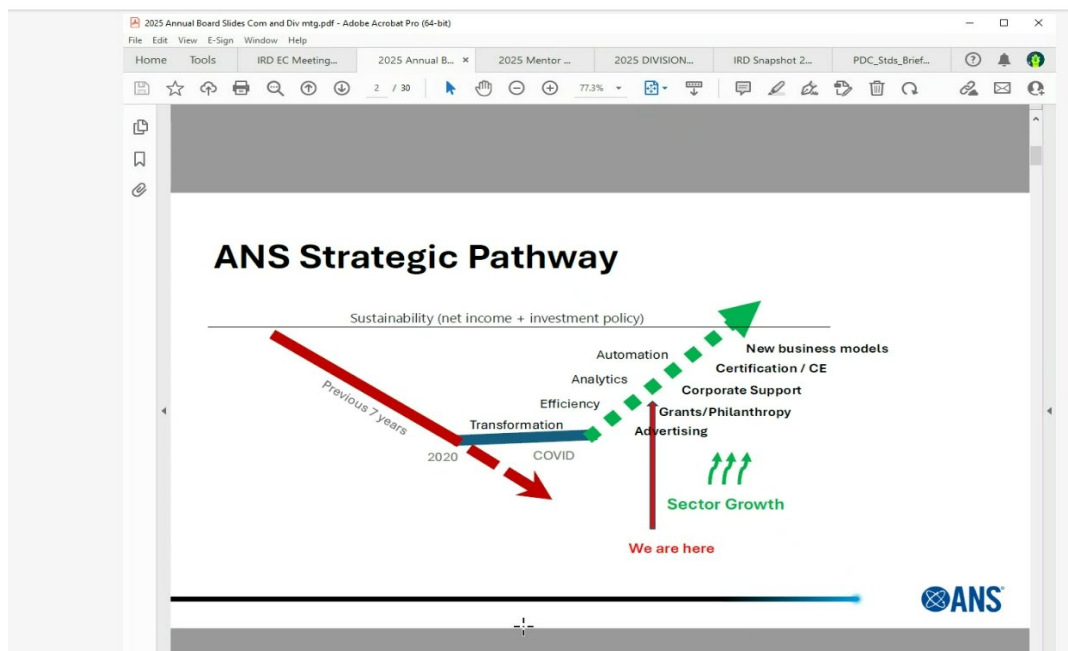 2025 Annual Board Slides Com and Div mtg.pdf - Adobe Acrobat Pro (64-bit)
File Edit View E-Sign Window Help
Home Tools IRD EC Meeting... 2025 Annual B... × 2025 Mentor ... 2025 DIVISION... IRD Snapshot 2... PDC_Stds_Brief...
2 / 30 77.3%
ANS Strategic Pathway
Sustainability (net income + investment policy)
Previous 7 years
2020
Transformation
COVID
Efficiency
Analytics
Automation
New business models
Certification / CE
Corporate Support
Grants/Philanthropy
Advertising
Sector Growth
We are here
ANS